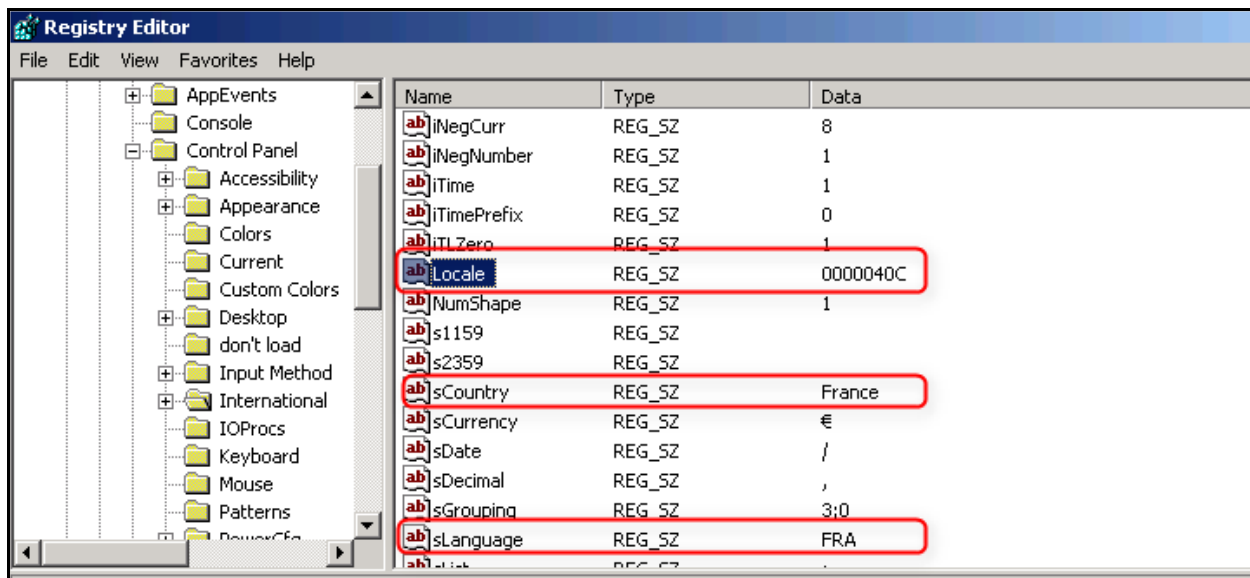 Registry Editor
File Edit View Favorites Help
AppEvents
Console
Control Panel
Accessibility
Appearance
Colors
Current
Custom Colors
Desktop
don't load
Input Method
International
IOProcs
Keyboard
Mouse
Patterns
PowerCfg
Name Type Data
iNegCurr REG_SZ 8
iNegNumber REG_SZ 1
iTime REG_SZ 1
iTimePrefix REG_SZ 0
iTLZero REG_SZ 1
Locale REG_SZ 0000040C
NumShape REG_SZ 1
s1159 REG_SZ
s2359 REG_SZ
sCountry REG_SZ France
sCurrency REG_SZ €
sDate REG_SZ /
sDecimal REG_SZ ,
sGrouping REG_SZ 3;0
sLanguage REG_SZ FRA
sList REG_SZ